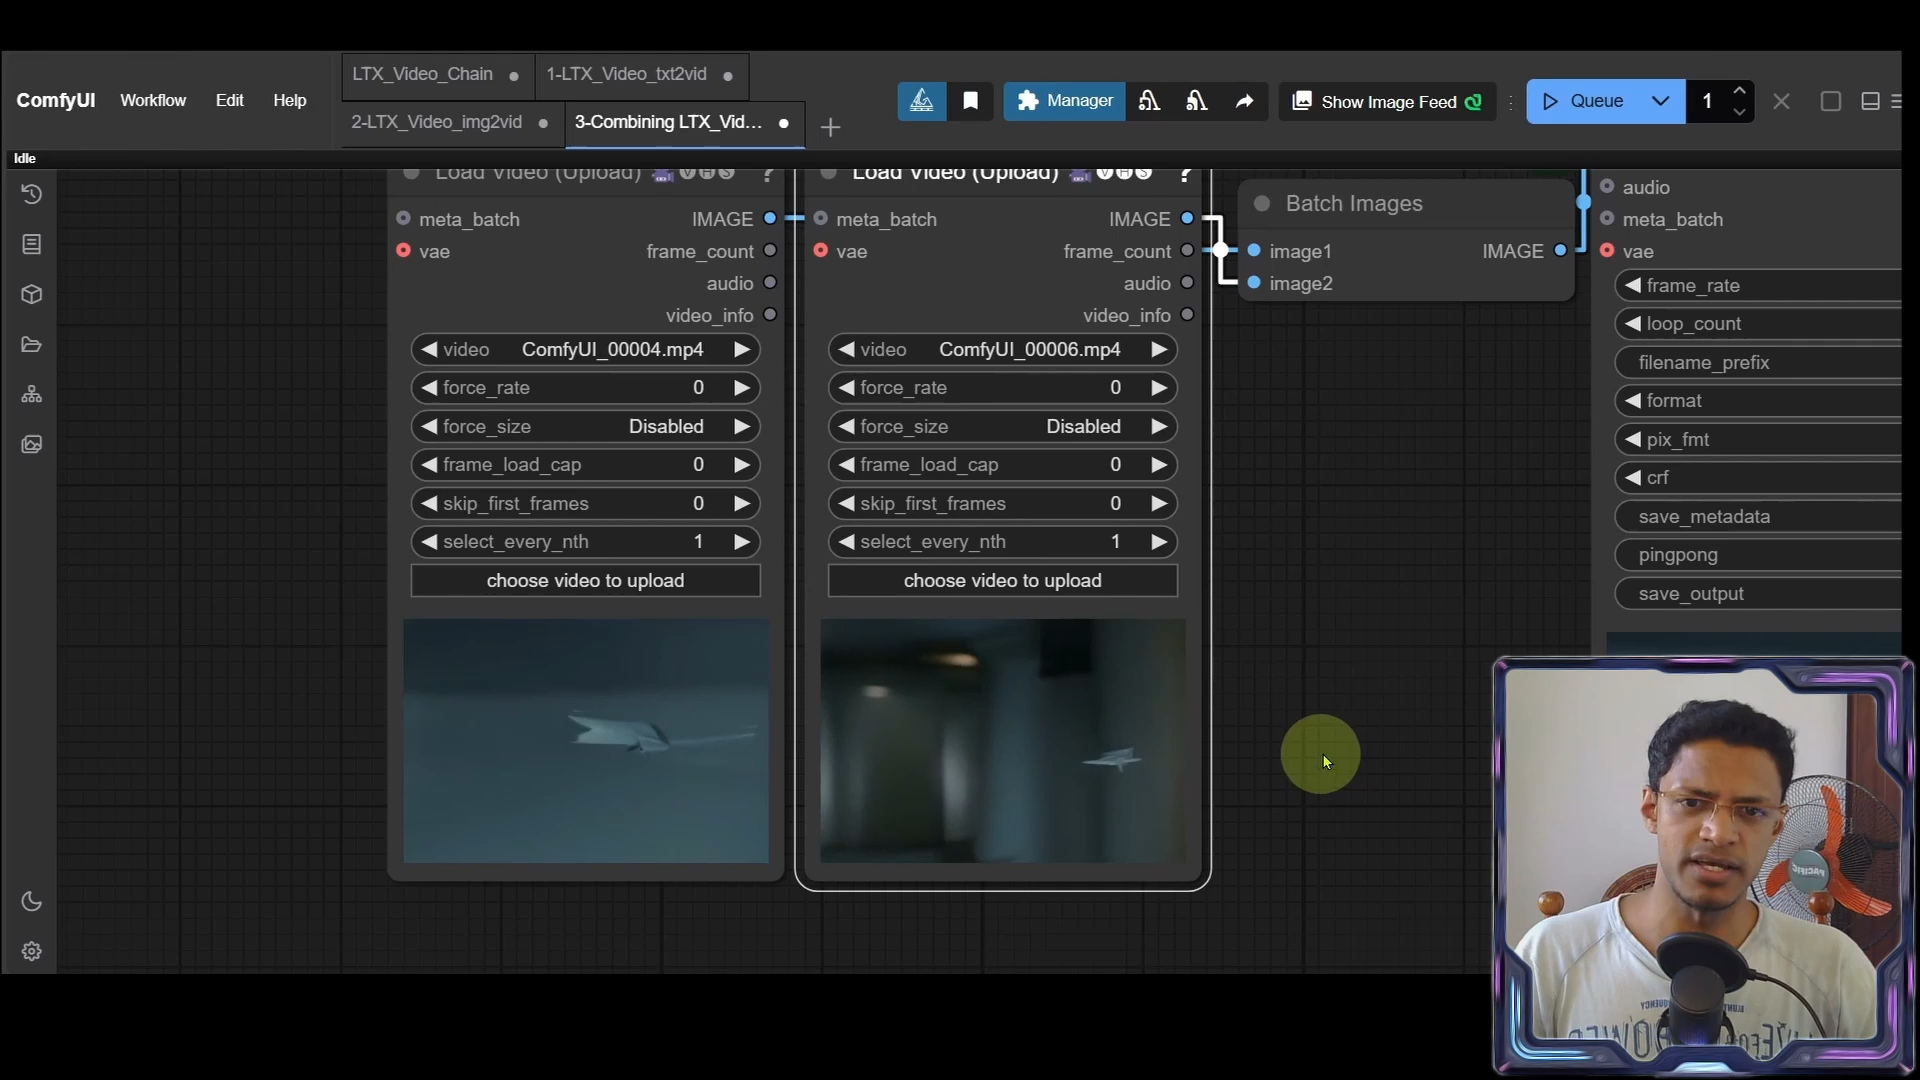 LTX_Video_Chain
1-LTX_Video_txt2vid
ComfyUI
Workflow
Edit
Help
Manager
Show Image Feed
Queue
1
2-LTX_Video_img2vid
3-Combining LTX_Vid...
Idle
Load Video (Upload)
?
Load Video (Upload)
?
meta_batch
IMAGE
vae
frame_count
audio
video_info
video
ComfyUI_00004.mp4
force_rate
0
force_size
Disabled
frame_load_cap
0
skip_first_frames
0
select_every_nth
1
choose video to upload
meta_batch
IMAGE
vae
frame_count
audio
video_info
video
ComfyUI_00006.mp4
force_rate
0
force_size
Disabled
frame_load_cap
0
skip_first_frames
0
select_every_nth
1
choose video to upload
Batch Images
image1
IMAGE
image2
audio
meta_batch
vae
frame_rate
loop_count
filename_prefix
format
pix_fmt
crf
save_metadata
pingpong
save_output